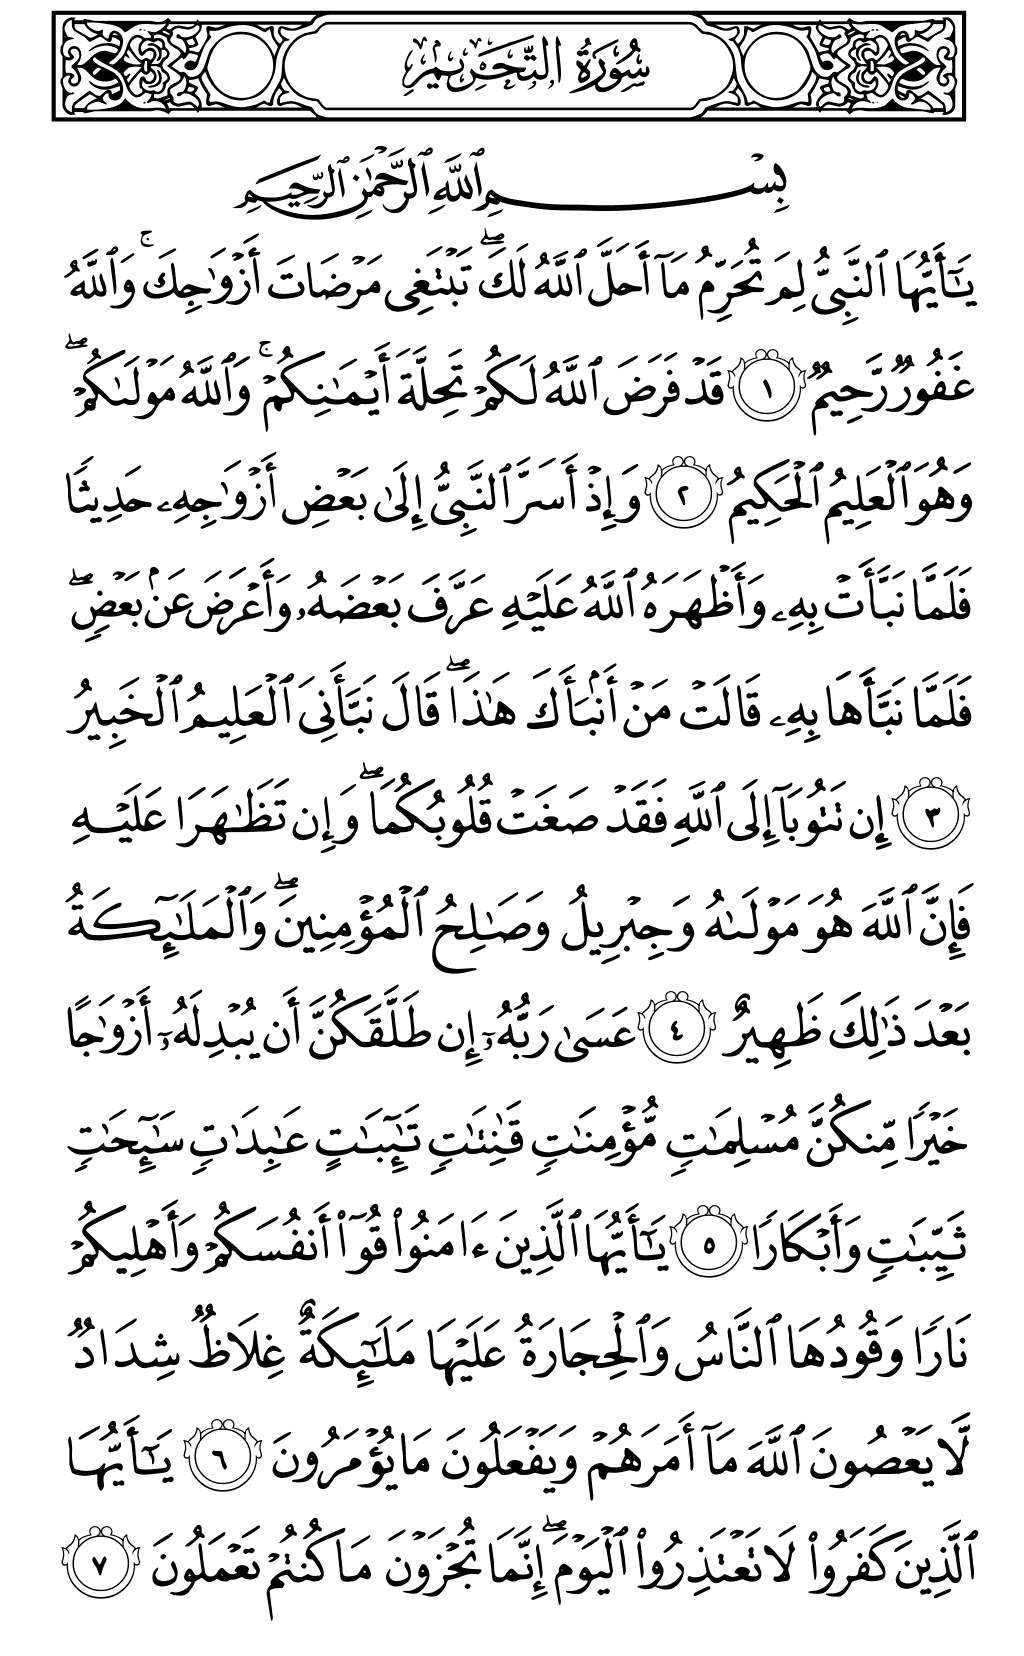 سُورَةُ التَّحۡرِيمِ
بِسۡمِ ٱللَّهِ ٱلرَّحۡمَٰنِ ٱلرَّحِيمِ
يَٰٓأَيُّهَا ٱلنَّبِيُّ لِمَ تُحَرِّمُ مَآ أَحَلَّ ٱللَّهُ لَكَۖ تَبۡتَغِي مَرۡضَاتَ أَزۡوَٰجِكَۚ وَٱللَّهُ
غَفُورٞ رَّحِيمٞ ١ قَدۡ فَرَضَ ٱللَّهُ لَكُمۡ تَحِلَّةَ أَيۡمَٰنِكُمۡۚ وَٱللَّهُ مَوۡلَىٰكُمۡۖ
وَهُوَ ٱلۡعَلِيمُ ٱلۡحَكِيمُ ٢ وَإِذۡ أَسَرَّ ٱلنَّبِيُّ إِلَىٰ بَعۡضِ أَزۡوَٰجِهِۦ حَدِيثٗا
فَلَمَّا نَبَّأَتۡ بِهِۦ وَأَظۡهَرَهُ ٱللَّهُ عَلَيۡهِ عَرَّفَ بَعۡضَهُۥ وَأَعۡرَضَ عَنۢ بَعۡضٖۖ
فَلَمَّا نَبَّأَهَا بِهِۦ قَالَتۡ مَنۡ أَنۢبَأَكَ هَٰذَاۖ قَالَ نَبَّأَنِيَ ٱلۡعَلِيمُ ٱلۡخَبِيرُ
٣ إِن تَتُوبَآ إِلَى ٱللَّهِ فَقَدۡ صَغَتۡ قُلُوبُكُمَاۖ وَإِن تَظَٰهَرَا عَلَيۡهِ
فَإِنَّ ٱللَّهَ هُوَ مَوۡلَىٰهُ وَجِبۡرِيلُ وَصَٰلِحُ ٱلۡمُؤۡمِنِينَۖ وَٱلۡمَلَٰٓئِكَةُ
بَعۡدَ ذَٰلِكَ ظَهِيرٌ ٤ عَسَىٰ رَبُّهُۥٓ إِن طَلَّقَكُنَّ أَن يُبۡدِلَهُۥٓ أَزۡوَٰجًا
خَيۡرٗا مِّنكُنَّ مُسۡلِمَٰتٖ مُّؤۡمِنَٰتٖ قَٰنِتَٰتٖ تَٰٓئِبَٰتٍ عَٰبِدَٰتٖ سَٰٓئِحَٰتٖ
ثَيِّبَٰتٖ وَأَبۡكَارٗا ٥ يَٰٓأَيُّهَا ٱلَّذِينَ ءَامَنُواْ قُوٓاْ أَنفُسَكُمۡ وَأَهۡلِيكُمۡ
نَارٗا وَقُودُهَا ٱلنَّاسُ وَٱلۡحِجَارَةُ عَلَيۡهَا مَلَٰٓئِكَةٌ غِلَاظٞ شِدَادٞ
لَّا يَعۡصُونَ ٱللَّهَ مَآ أَمَرَهُمۡ وَيَفۡعَلُونَ مَا يُؤۡمَرُونَ ٦ يَٰٓأَيُّهَا
ٱلَّذِينَ كَفَرُواْ لَا تَعۡتَذِرُواْ ٱلۡيَوۡمَۖ إِنَّمَا تُجۡزَوۡنَ مَا كُنتُمۡ تَعۡمَلُونَ ٧